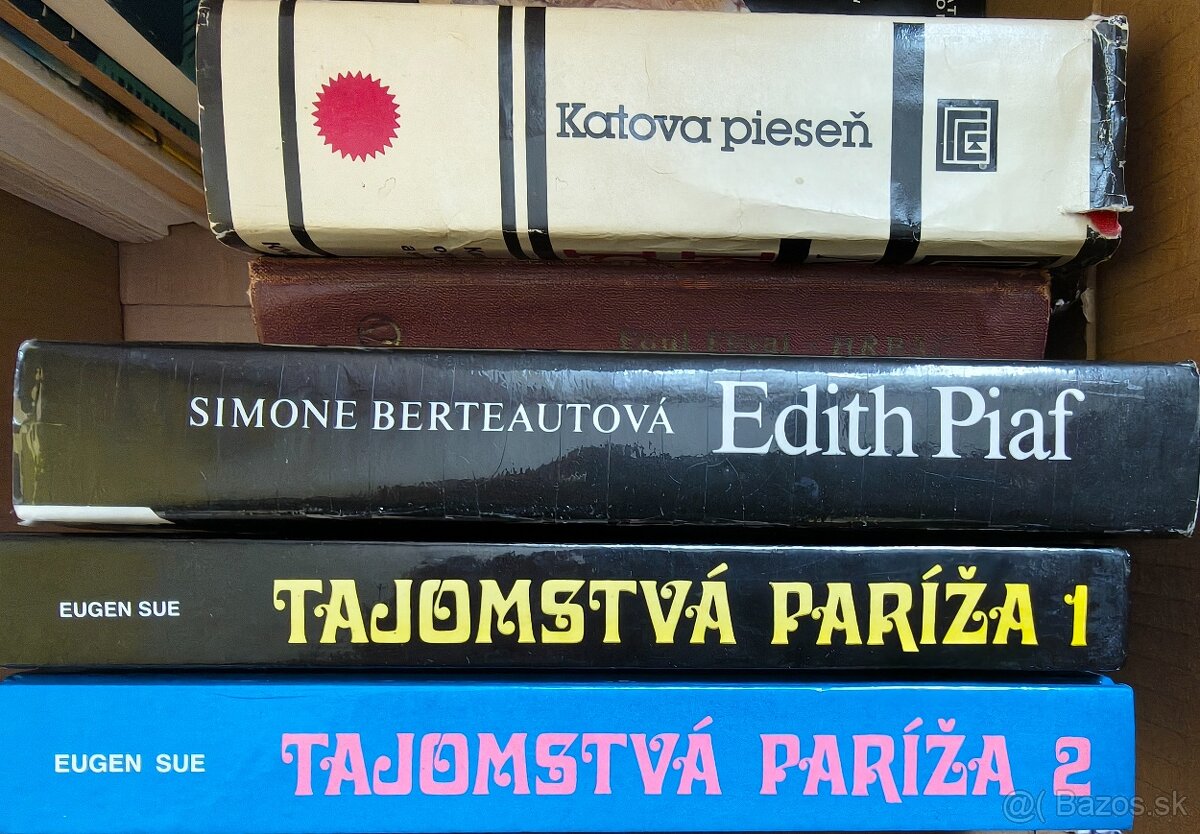 Katova pieseň
SIMONE BERTEAUTOVÁ Edith Piaf
EUGEN SUE TAJOMSTVÁ PARÍŽA 1
EUGEN SUE TAJOMSTVÁ PARÍŽA 2
@( Bazos.sk